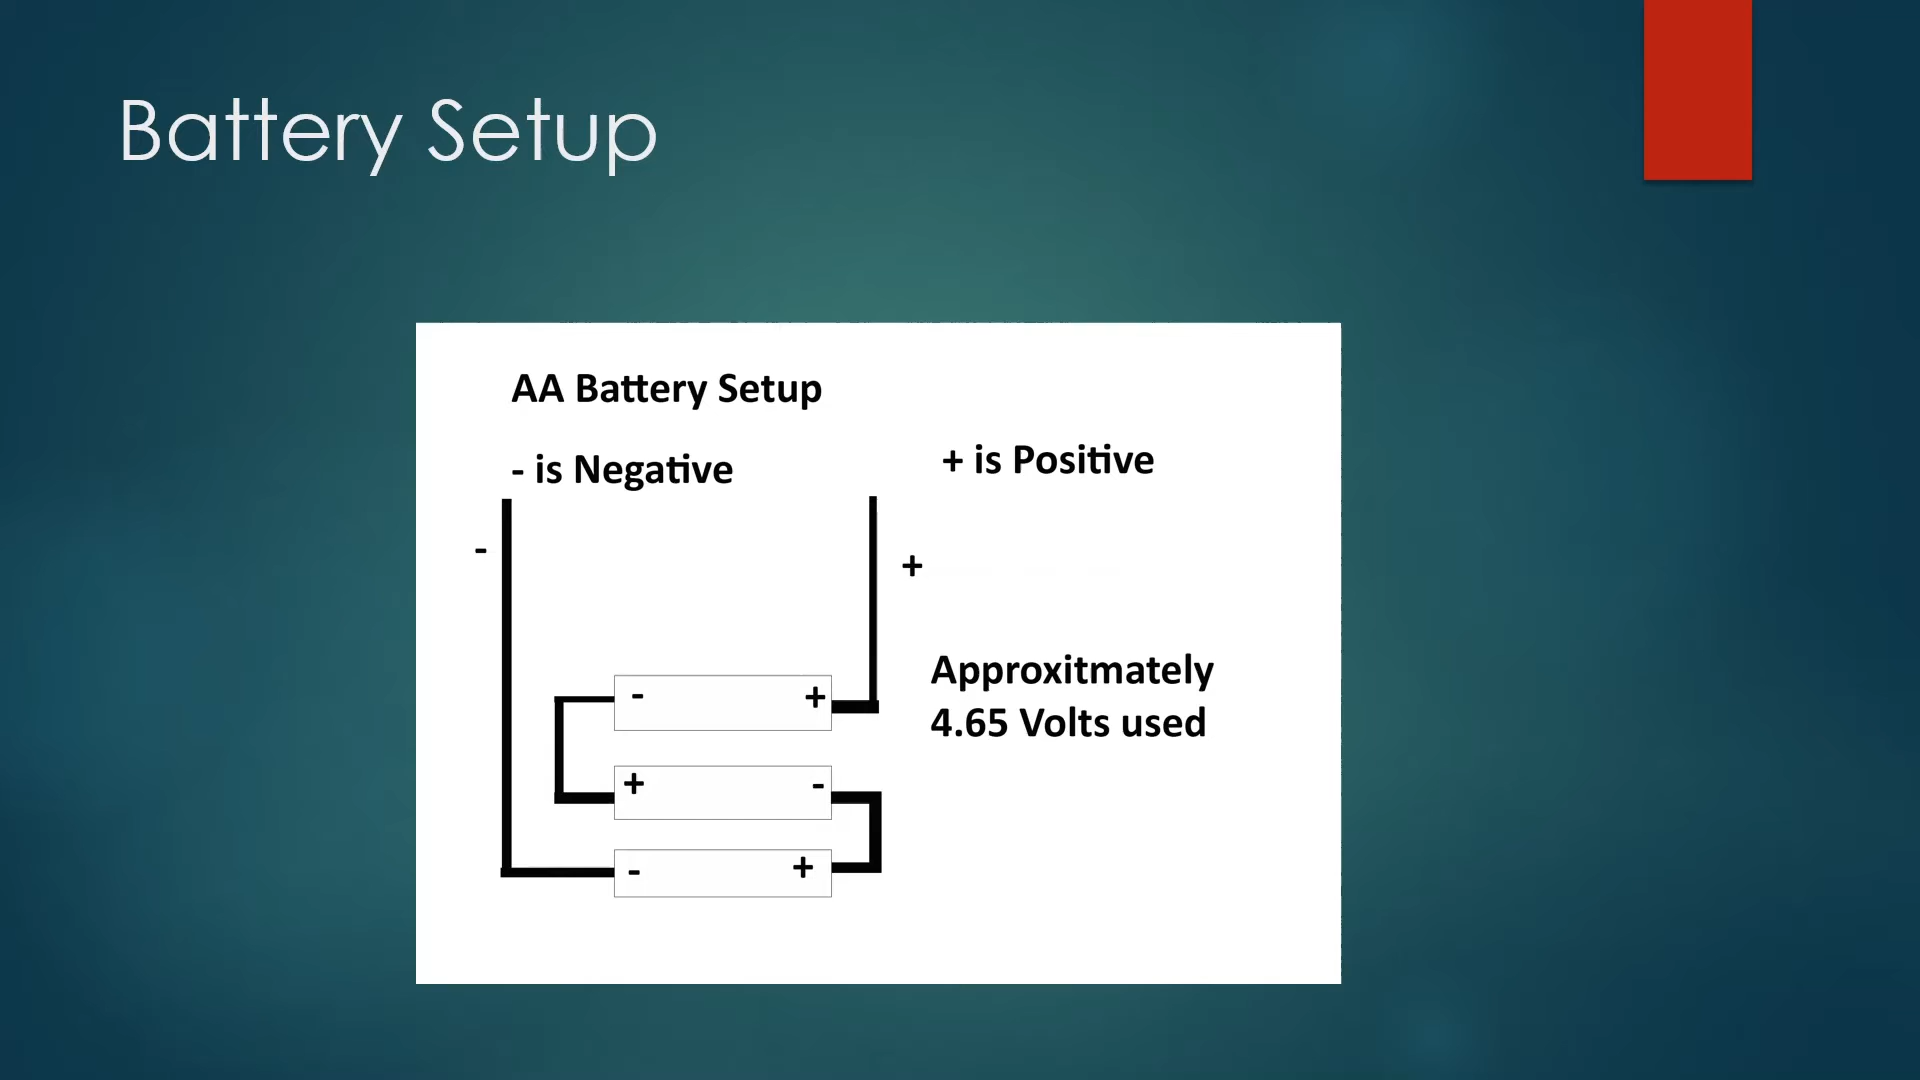 Battery Setup
AA Battery Setup
- is Negative
+ is Positive
-
+
Approxitmately
4.65 Volts used
- +
+ -
- +